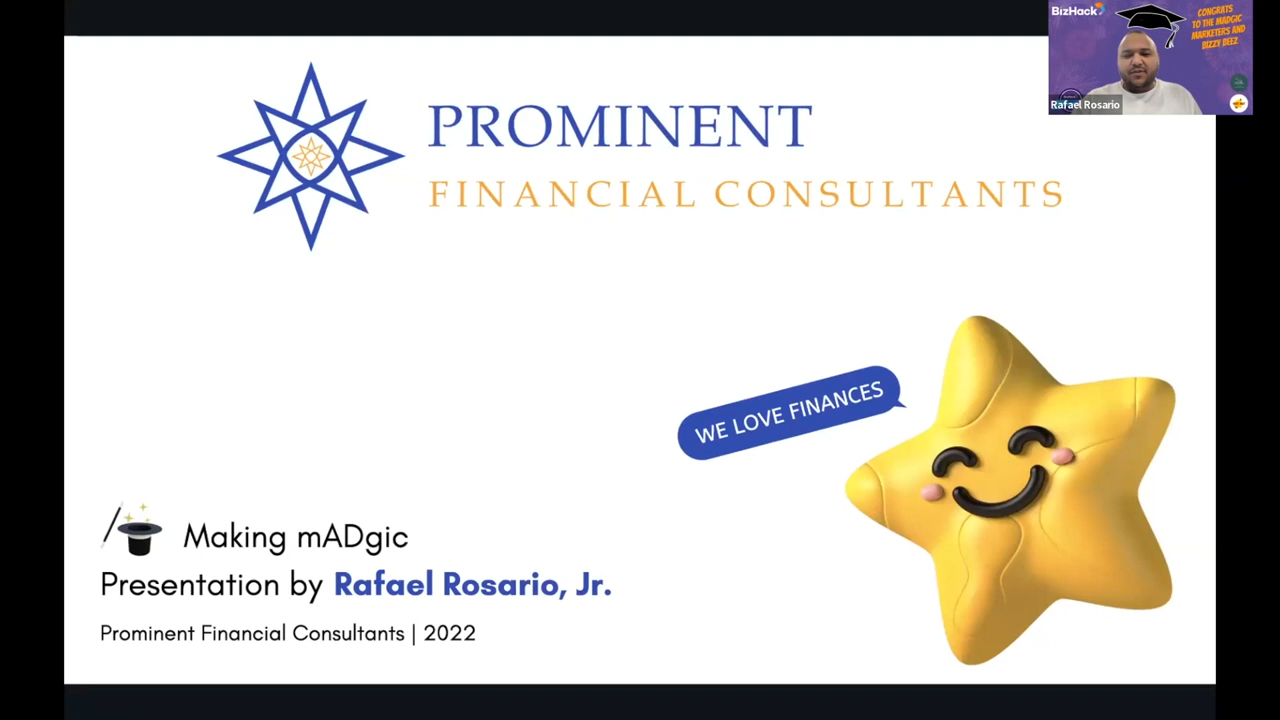 PROMINENT
FINANCIAL CONSULTANTS
WE LOVE FINANCES
Making mADgic
Presentation by Rafael Rosario, Jr.
Prominent Financial Consultants | 2022
BizHack
CONGRATS
TO THE MADGIC
MARKETERS AND
BIZZY BEEZ
Rafael Rosario